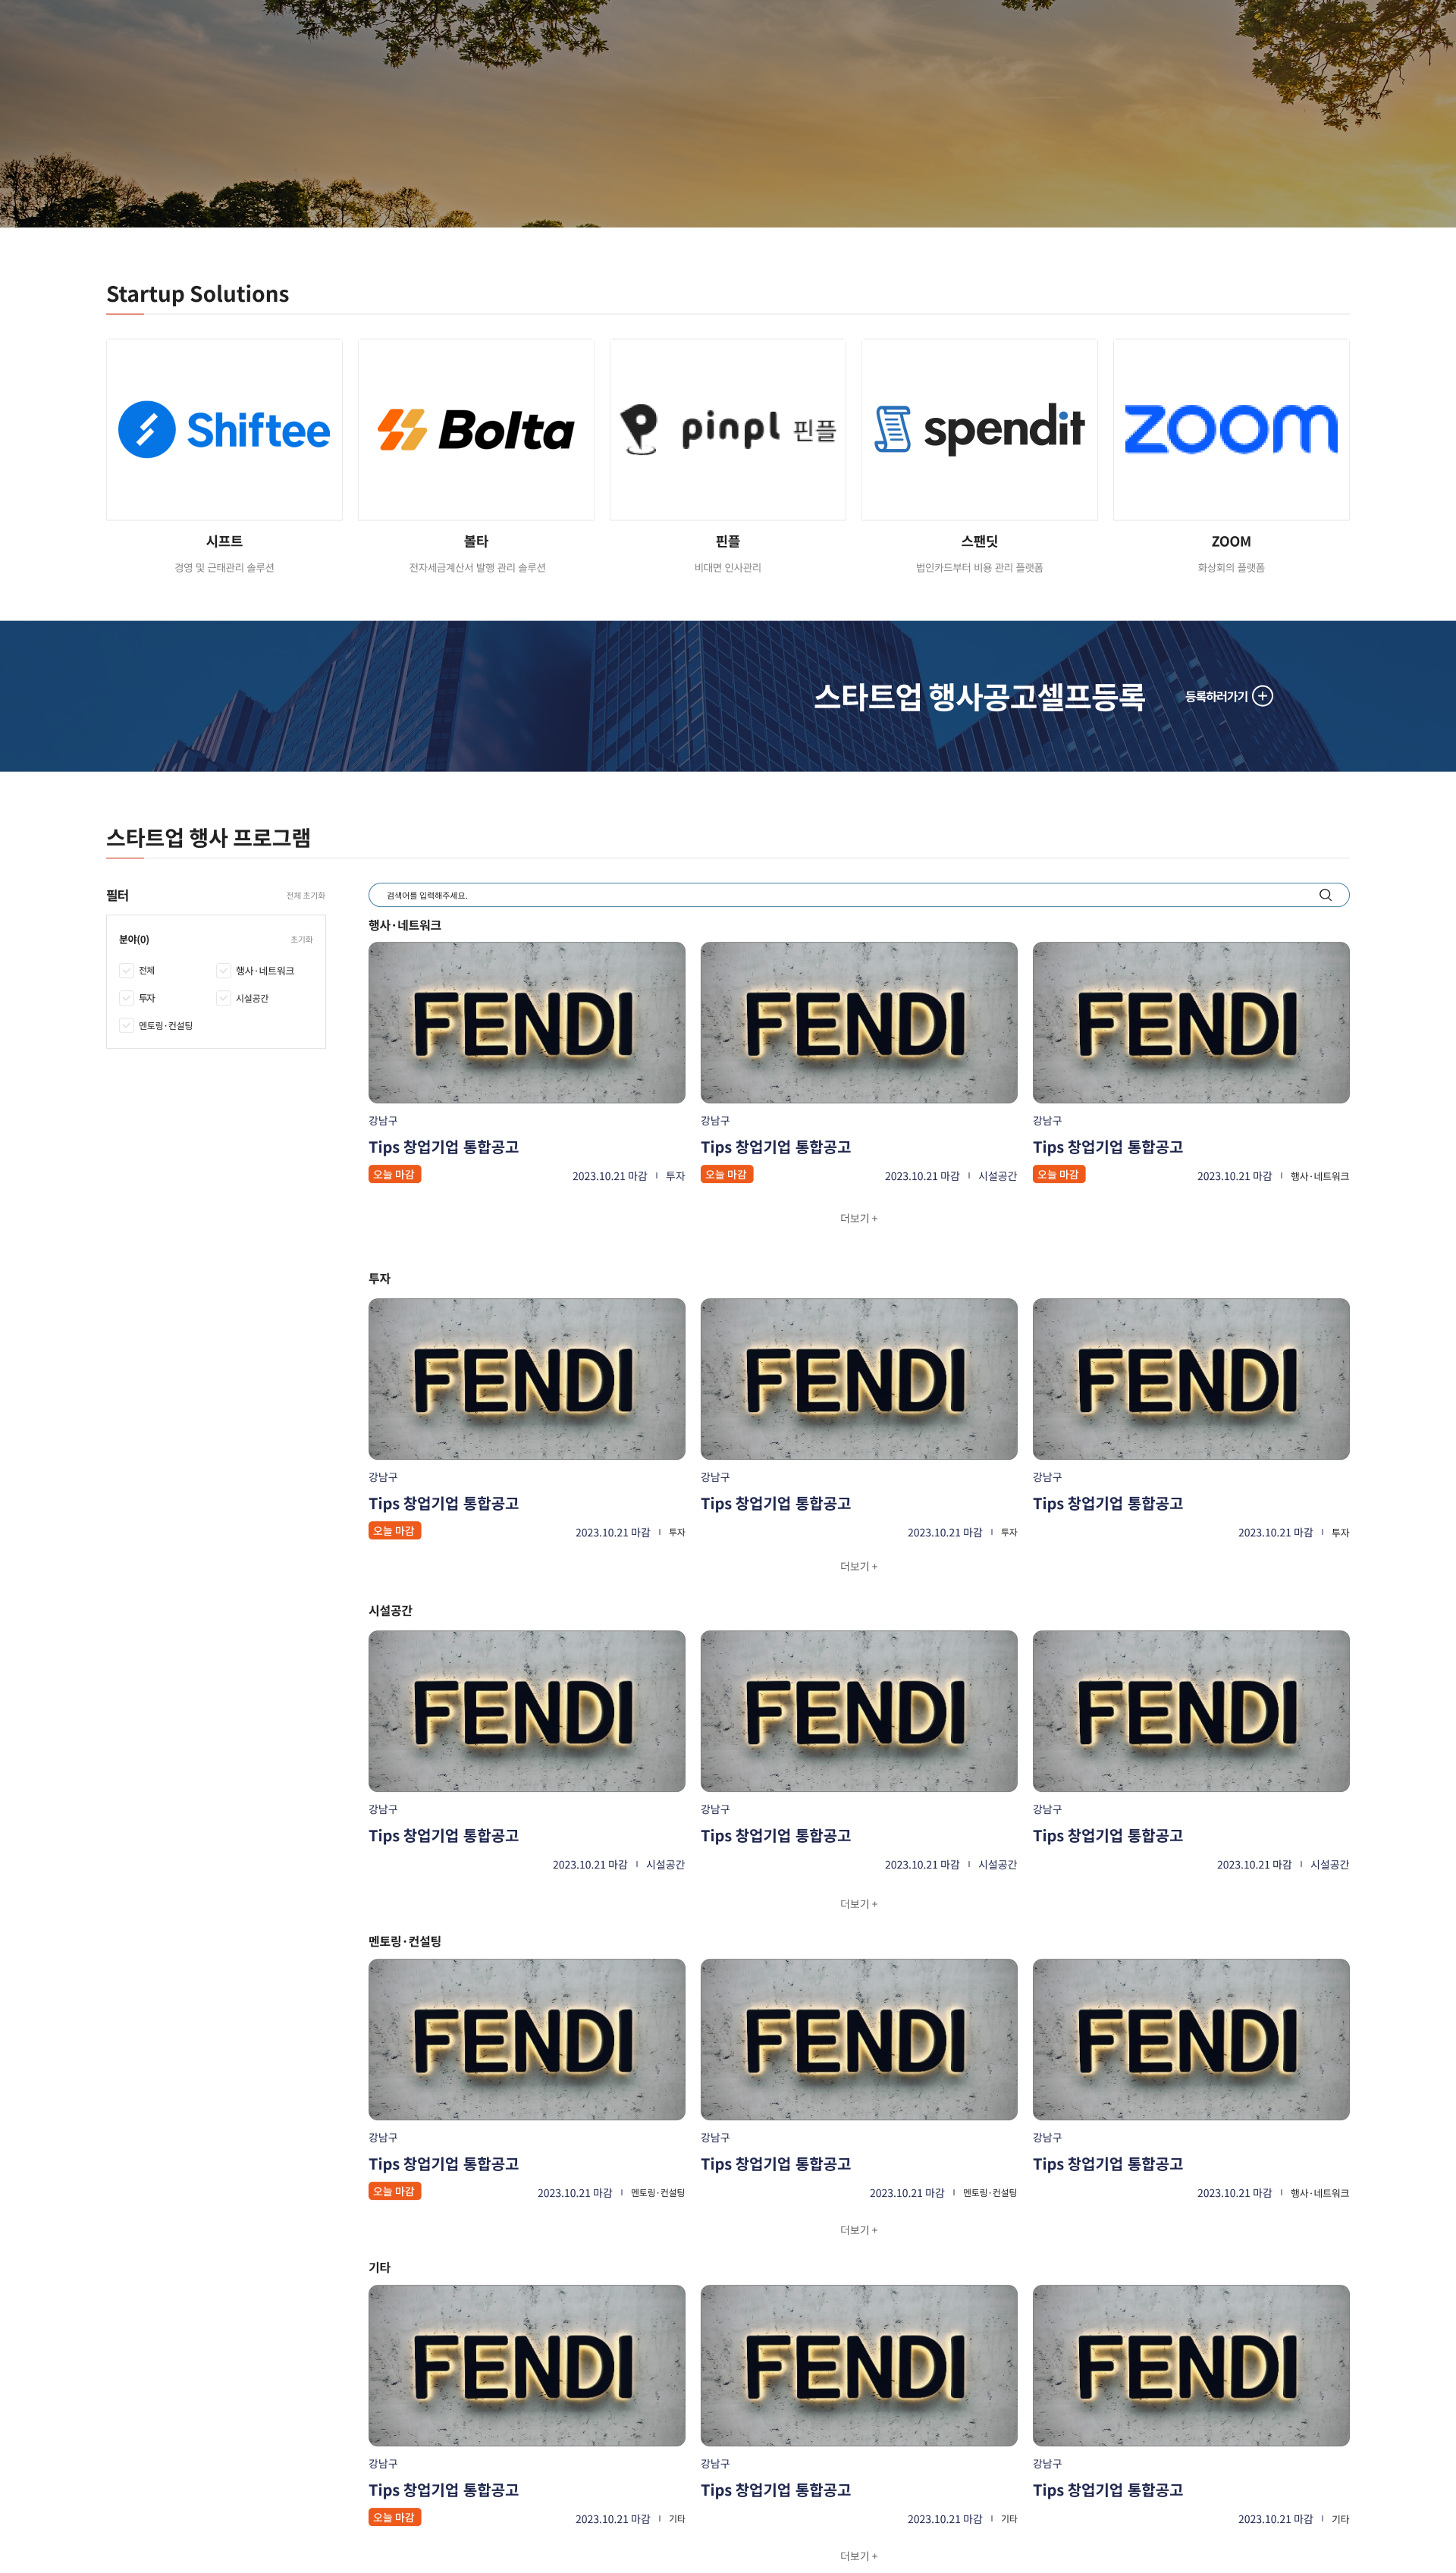 Startup Solutions
Shiftee
Bolta
pinpl 핀플
spendit
zoom
시프트
볼타
핀플
스팬딧
ZOOM
경영 및 근태관리 솔루션
전자세금계산서 발행 관리 솔루션
비대면 인사관리
법인카드부터 비용 관리 플랫폼
화상회의 플랫폼
스타트업 행사공고셀프등록
등록하러가기
스타트업 행사 프로그램
필터
전체 초기화
분야(0)
초기화
전체
행사·네트워크
투자
시설공간
멘토링·컨설팅
검색어를 입력해주세요.
행사·네트워크
FENDI
FENDI
FENDI
강남구
강남구
강남구
Tips 창업기업 통합공고
Tips 창업기업 통합공고
Tips 창업기업 통합공고
오늘 마감
2023.10.21 마감 ㅣ 투자
오늘 마감
2023.10.21 마감 ㅣ 시설공간
오늘 마감
2023.10.21 마감 ㅣ 행사·네트워크
더보기 +
투자
FENDI
FENDI
FENDI
강남구
강남구
강남구
Tips 창업기업 통합공고
Tips 창업기업 통합공고
Tips 창업기업 통합공고
오늘 마감
2023.10.21 마감 ㅣ 투자
2023.10.21 마감 ㅣ 투자
2023.10.21 마감 ㅣ 투자
더보기 +
시설공간
FENDI
FENDI
FENDI
강남구
강남구
강남구
Tips 창업기업 통합공고
Tips 창업기업 통합공고
Tips 창업기업 통합공고
2023.10.21 마감 ㅣ 시설공간
2023.10.21 마감 ㅣ 시설공간
2023.10.21 마감 ㅣ 시설공간
더보기 +
멘토링·컨설팅
FENDI
FENDI
FENDI
강남구
강남구
강남구
Tips 창업기업 통합공고
Tips 창업기업 통합공고
Tips 창업기업 통합공고
오늘 마감
2023.10.21 마감 ㅣ 멘토링·컨설팅
2023.10.21 마감 ㅣ 멘토링·컨설팅
2023.10.21 마감 ㅣ 행사·네트워크
더보기 +
기타
FENDI
FENDI
FENDI
강남구
강남구
강남구
Tips 창업기업 통합공고
Tips 창업기업 통합공고
Tips 창업기업 통합공고
오늘 마감
2023.10.21 마감 ㅣ 기타
2023.10.21 마감 ㅣ 기타
2023.10.21 마감 ㅣ 기타
더보기 +